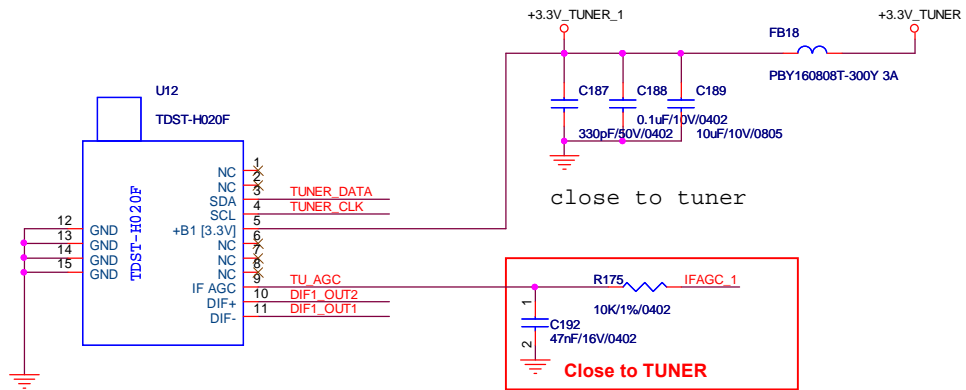 +3.3V_TUNER_1
+3.3V_TUNER
FB18
PBY160808T-300Y 3A
U12
TDST-H020F
C187
C188
C189
0.1uF/10V/0402
330pF/50V/0402
10uF/10V/0805
close to tuner
TDST-H020F
NC 1
NC 2
SDA 3 TUNER_DATA
SCL 4 TUNER_CLK
+B1 [3.3V] 5
NC 6
NC 7
NC 8
IF AGC 9 TU_AGC
DIF+ 10 DIF1_OUT2
DIF- 11 DIF1_OUT1
12 GND
13 GND
14 GND
15 GND
R175
IFAGC_1
10K/1%/0402
1
C192
47nF/16V/0402
2
Close to TUNER